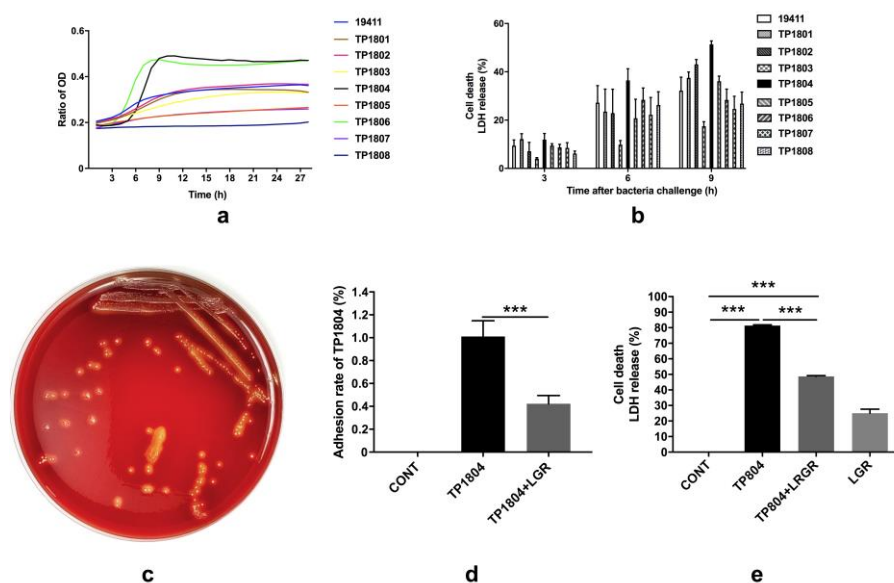 0.6
0.4
0.2
0.0
Ratio of OD
3 6 9 12 15 18 21 24 27
Time (h)
19411
TP1801
TP1802
TP1803
TP1804
TP1805
TP1806
TP1807
TP1808
a
60
40
20
0
Cell death
LDH release (%)
3 6 9
Time after bacteria challenge (h)
19411
TP1801
TP1802
TP1803
TP1804
TP1805
TP1806
TP1807
TP1808
b
c
1.4
1.2
1.0
0.8
0.6
0.4
0.2
0
Adhesion rate of TP1804 (%)
***
CONT
TP1804
TP1804+LGR
d
100
90
80
70
60
50
40
30
20
10
0
Cell death
LDH release (%)
***
*** ***
CONT
TP804
TP804+LRGR
LGR
e